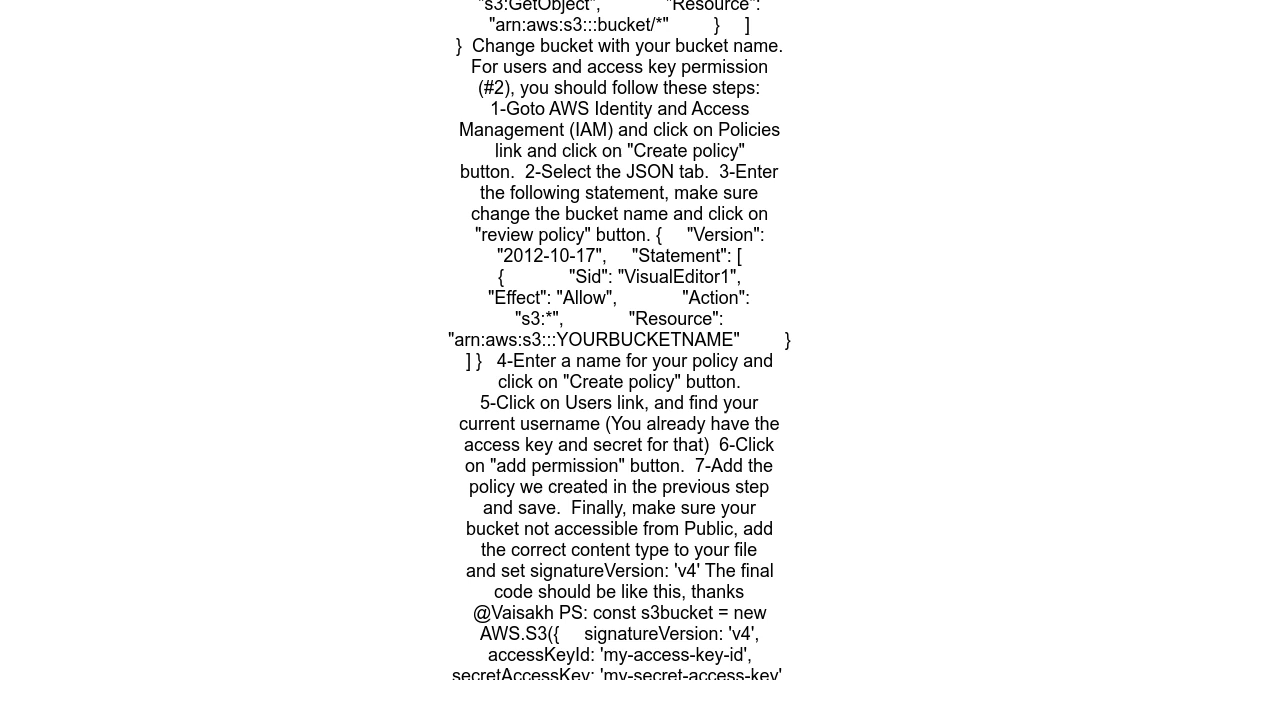 "s3:GetObject",             "Resource":
"arn:aws:s3:::bucket/*"         }     ]
}  Change bucket with your bucket name.
For users and access key permission
(#2), you should follow these steps:
1-Goto AWS Identity and Access
Management (IAM) and click on Policies
link and click on "Create policy"
button.  2-Select the JSON tab.  3-Enter
the following statement, make sure
change the bucket name and click on
"review policy" button. {     "Version":
"2012-10-17",     "Statement": [
{             "Sid": "VisualEditor1",
"Effect": "Allow",             "Action":
"s3:*",             "Resource":
"arn:aws:s3:::YOURBUCKETNAME"         }
] }   4-Enter a name for your policy and
click on "Create policy" button.
5-Click on Users link, and find your
current username (You already have the
access key and secret for that)  6-Click
on "add permission" button.  7-Add the
policy we created in the previous step
and save.  Finally, make sure your
bucket not accessible from Public, add
the correct content type to your file
and set signatureVersion: 'v4' The final
code should be like this, thanks
@Vaisakh PS: const s3bucket = new
AWS.S3({     signatureVersion: 'v4',
accessKeyId: 'my-access-key-id',
secretAccessKey: 'my-secret-access-key'